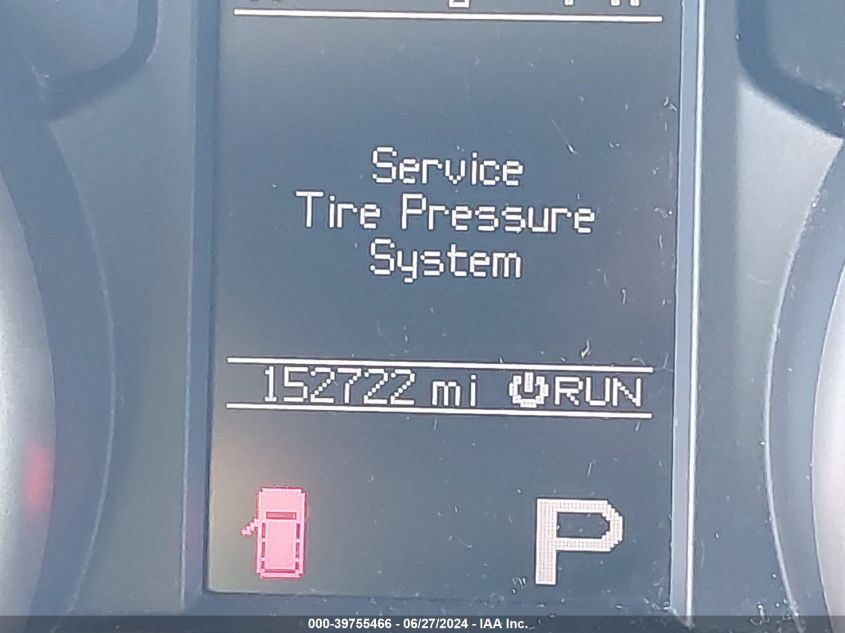 Service
Tire Pressure
System
152722 mi RUN
P
000-39755466 - 06/27/2024 - IAA Inc.